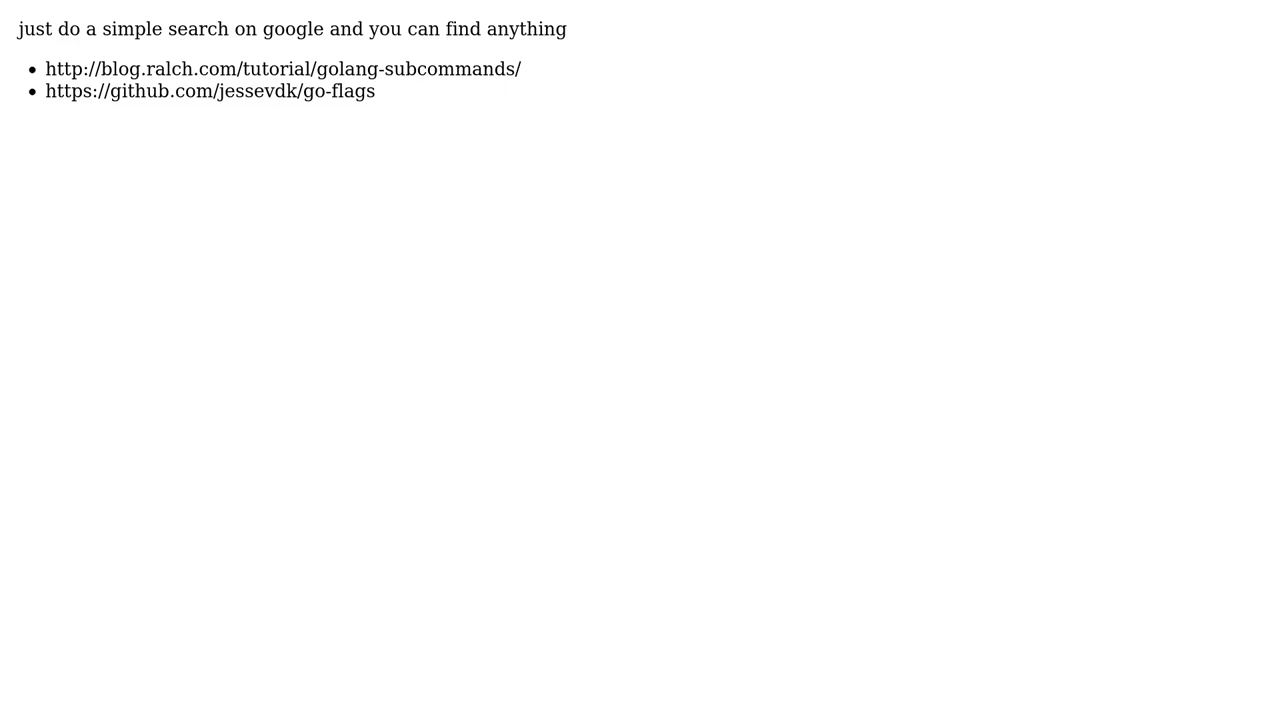 just do a simple search on google and you can find anything
• http://blog.ralch.com/tutorial/golang-subcommands/
• https://github.com/jessevdk/go-flags